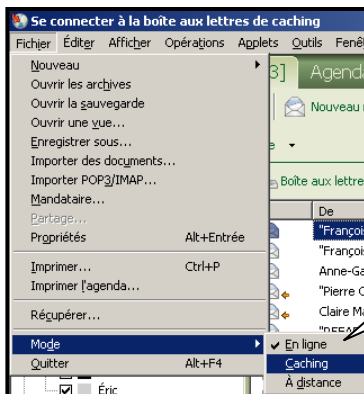 Se connecter à la boîte aux lettres de caching
Fichier Éditer Afficher Opérations Applets Outils Fenê
3] Agenda
Nouveau
Nouveau
Ouvrir les archives
Ouvrir la sauvegarde
Ouvrir une vue...
Enregistrer sous...
Importer des documents...
Importer POP3/IMAP...
Boîte aux lettre
Mandataire...
Partage...
De
Propriétés Alt+Entrée
"François
"François
Imprimer... Ctrl+P
Anne-Ga
Imprimer l'agenda...
"Pierre C
Récupérer...
Claire Ma
Mode
En ligne
Quitter Alt+F4
Caching
À distance
Éric